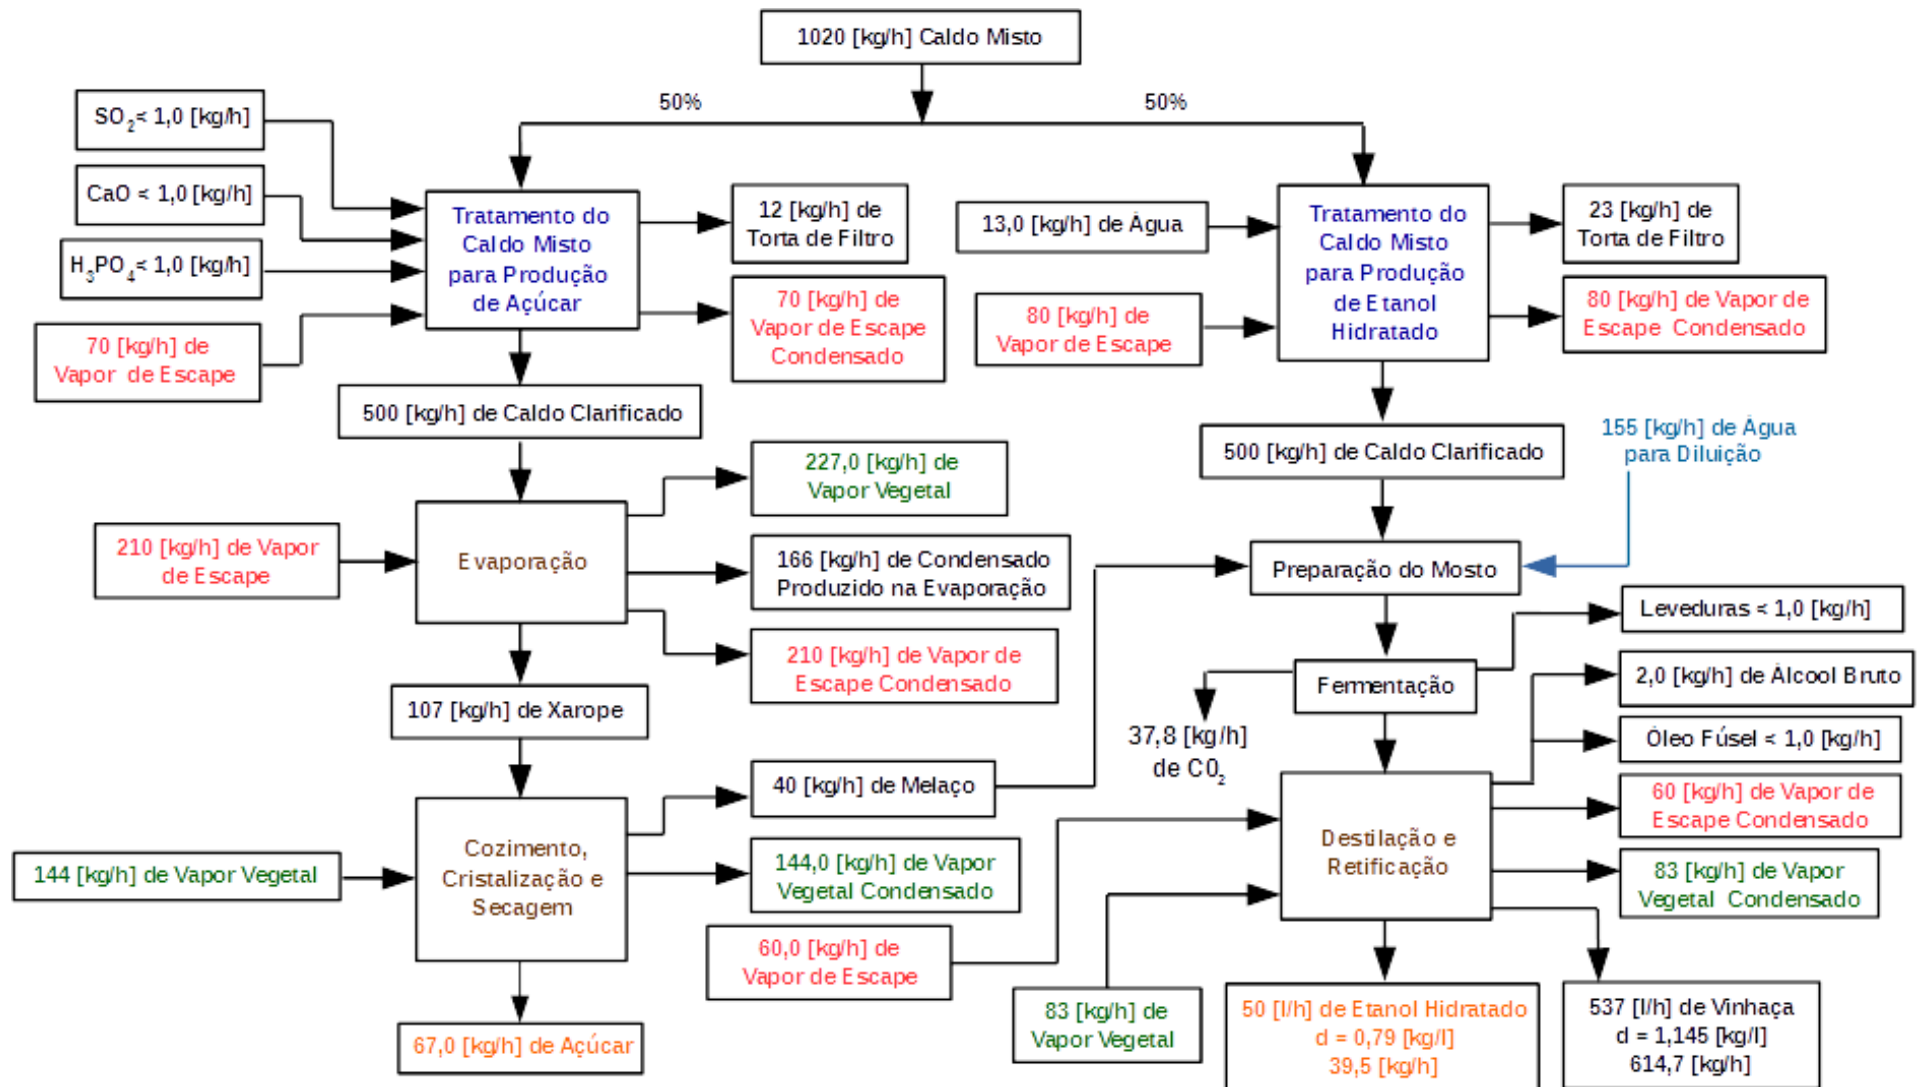 1020 [kg/h] Caldo Misto
50%
50%
SO₂< 1,0 [kg/h]
CaO < 1,0 [kg/h]
H₃PO₄< 1,0 [kg/h]
70 [kg/h] de
Vapor de Escape
Tratamento do
Caldo Misto
para Produção
de Açúcar
12 [kg/h] de
Torta de Filtro
70 [kg/h] de
Vapor de Escape
Condensado
13,0 [kg/h] de Água
80 [kg/h] de
Vapor de Escape
Tratamento do
Caldo Misto
para Produção
de Etanol
Hidratado
23 [kg/h] de
Torta de Filtro
80 [kg/h] de Vapor de
Escape Condensado
500 [kg/h] de Caldo Clarificado
500 [kg/h] de Caldo Clarificado
155 [kg/h] de Água
para Diluição
227,0 [kg/h] de
Vapor Vegetal
210 [kg/h] de Vapor
de Escape
Evaporação
166 [kg/h] de Condensado
Produzido na Evaporação
210 [kg/h] de Vapor de
Escape Condensado
Preparação do Mosto
Leveduras < 1,0 [kg/h]
107 [kg/h] de Xarope
Fermentação
37,8 [kg/h]
de C0₂
2,0 [kg/h] de Álcool Bruto
Óleo Fúsel < 1,0 [kg/h]
40 [kg/h] de Melaço
144 [kg/h] de Vapor Vegetal
Cozimento,
Cristalização e
Secagem
144,0 [kg/h] de Vapor
Vegetal Condensado
60,0 [kg/h] de
Vapor de Escape
83 [kg/h] de
Vapor Vegetal
Destilação e
Retificação
60 [kg/h] de Vapor de
Escape Condensado
83 [kg/h] de Vapor
Vegetal Condensado
67,0 [kg/h] de Açúcar
50 [l/h] de Etanol Hidratado
d = 0,79 [kg/l]
39,5 [kg/h]
537 [l/h] de Vinhaça
d = 1,145 [kg/l]
614,7 [kg/h]